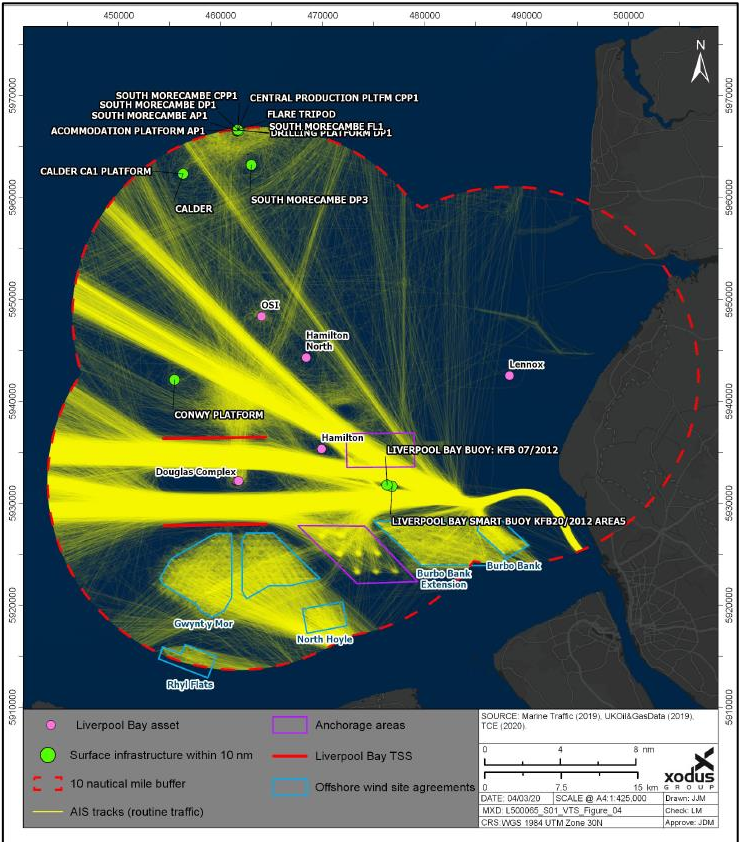 450000 460000 470000 480000 490000 500000
N
5970000 5970000
SOUTH MORECAMBE CPP1
CENTRAL PRODUCTION PLTFM CPP1
SOUTH MORECAMBE DP1
SOUTH MORECAMBE AP1
FLARE TRIPOD
ACOMMODATION PLATFORM AP1
SOUTH MORECAMBE FL1
DRILLING PLATFORM DP1
CALDER CA1 PLATFORM
CALDER
SOUTH MORECAMBE DP3
5960000 5960000
5950000 5950000
OSI
Hamilton
North
Lennox
5940000 5940000
CONWY PLATFORM
Hamilton
LIVERPOOL BAY BUOY: KFB 07/2012
Douglas Complex
5930000 5930000
LIVERPOOL BAY SMART BUOY KFB20/2012 AREA5
Burbo Bank
Burbo Bank
Extension
5920000 5920000
Gwynt y Mor
North Hoyle
Rhyl Flats
5910000 5910000
Liverpool Bay asset
Surface infrastructure within 10 nm
10 nautical mile buffer
AIS tracks (routine traffic)
Anchorage areas
Liverpool Bay TSS
Offshore wind site agreements
SOURCE: Marine Traffic (2019), UKOil&GasData (2019),
TCE (2020).
0 4 8 nm
0 7.5 15 km
xodus
GROUP
DATE: 04/03/20 SCALE @ A4:1:425,000 Drawn: JJM
MXD: L500065_S01_VTS_Figure_04 Check: LM
CRS:WGS 1984 UTM Zone 30N Approve: JDM